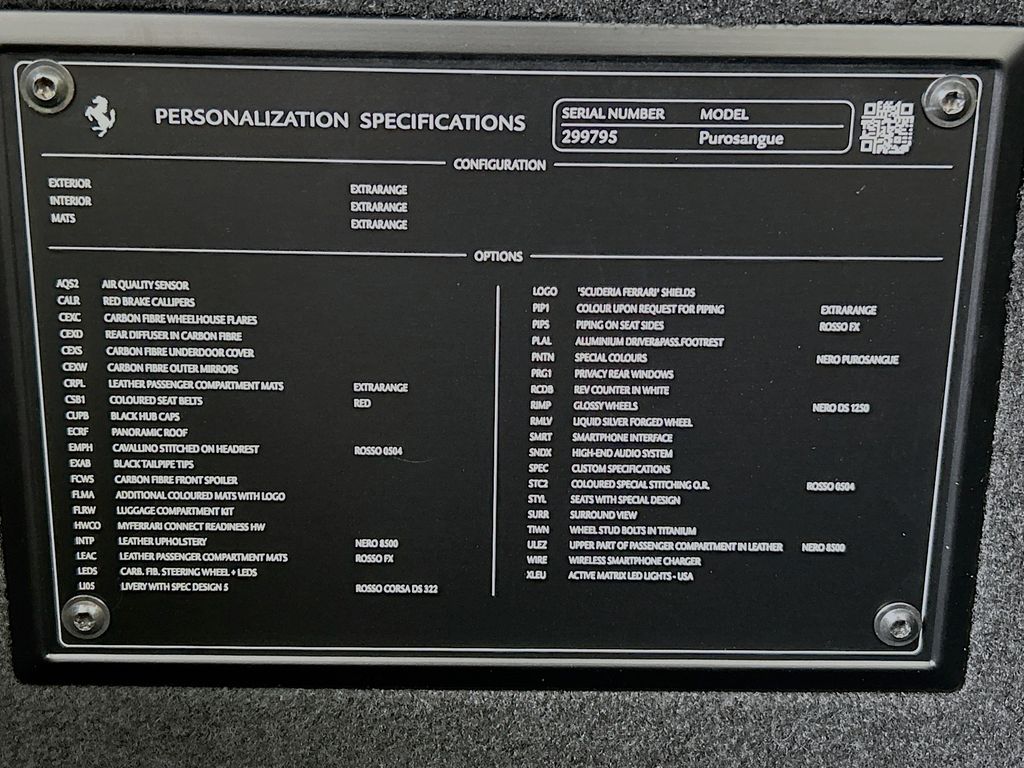 PERSONALIZATION SPECIFICATIONS
SERIAL NUMBER MODEL
299795 Purosangue
CONFIGURATION
EXTERIOR EXTRARANGE
INTERIOR EXTRARANGE
MATS EXTRARANGE
OPTIONS
AQS2 AIR QUALITY SENSOR
CALR RED BRAKE CALLIPERS
CEXC CARBON FIBRE WHEELHOUSE FLARES
CEXD REAR DIFFUSER IN CARBON FIBRE
CEXS CARBON FIBRE UNDERDOOR COVER
CEXW CARBON FIBRE OUTER MIRRORS
CRPL LEATHER PASSENGER COMPARTMENT MATS EXTRARANGE
CSB1 COLOURED SEAT BELTS RED
CUPB BLACK HUB CAPS
ECRF PANORAMIC ROOF
EMPH CAVALLINO STITCHED ON HEADREST ROSSO 0504
EXAB BLACK TAILPIPE TIPS
FCWS CARBON FIBRE FRONT SPOILER
FLMA ADDITIONAL COLOURED MATS WITH LOGO
FLRW LUGGAGE COMPARTMENT KIT
HWCO MYFERRARI CONNECT READINESS HW
INTP LEATHER UPHOLSTERY NERO 8500
LEAC LEATHER PASSENGER COMPARTMENT MATS ROSSO FX
LEDS CARB. FIB. STEERING WHEEL + LEDS
LI05 LIVERY WITH SPEC DESIGN 5 ROSSO CORSA DS 322
LOGO 'SCUDERIA FERRARI' SHIELDS
PIP1 COLOUR UPON REQUEST FOR PIPING EXTRARANGE
PIPS PIPING ON SEAT SIDES ROSSO FX
PLAL ALUMINIUM DRIVER&PASS.FOOTREST
PNTN SPECIAL COLOURS NERO PUROSANGUE
PRG1 PRIVACY REAR WINDOWS
RCDB REV COUNTER IN WHITE
RIMP GLOSSY WHEELS NERO DS 1250
RMLV LIQUID SILVER FORGED WHEEL
SMRT SMARTPHONE INTERFACE
SNDX HIGH-END AUDIO SYSTEM
SPEC CUSTOM SPECIFICATIONS
STC2 COLOURED SPECIAL STITCHING O.R. ROSSO 0504
STYL SEATS WITH SPECIAL DESIGN
SURR SURROUND VIEW
TIWN WHEEL STUD BOLTS IN TITANIUM
ULEZ UPPER PART OF PASSENGER COMPARTMENT IN LEATHER NERO 8500
WIRE WIRELESS SMARTPHONE CHARGER
XLEU ACTIVE MATRIX LED LIGHTS - USA